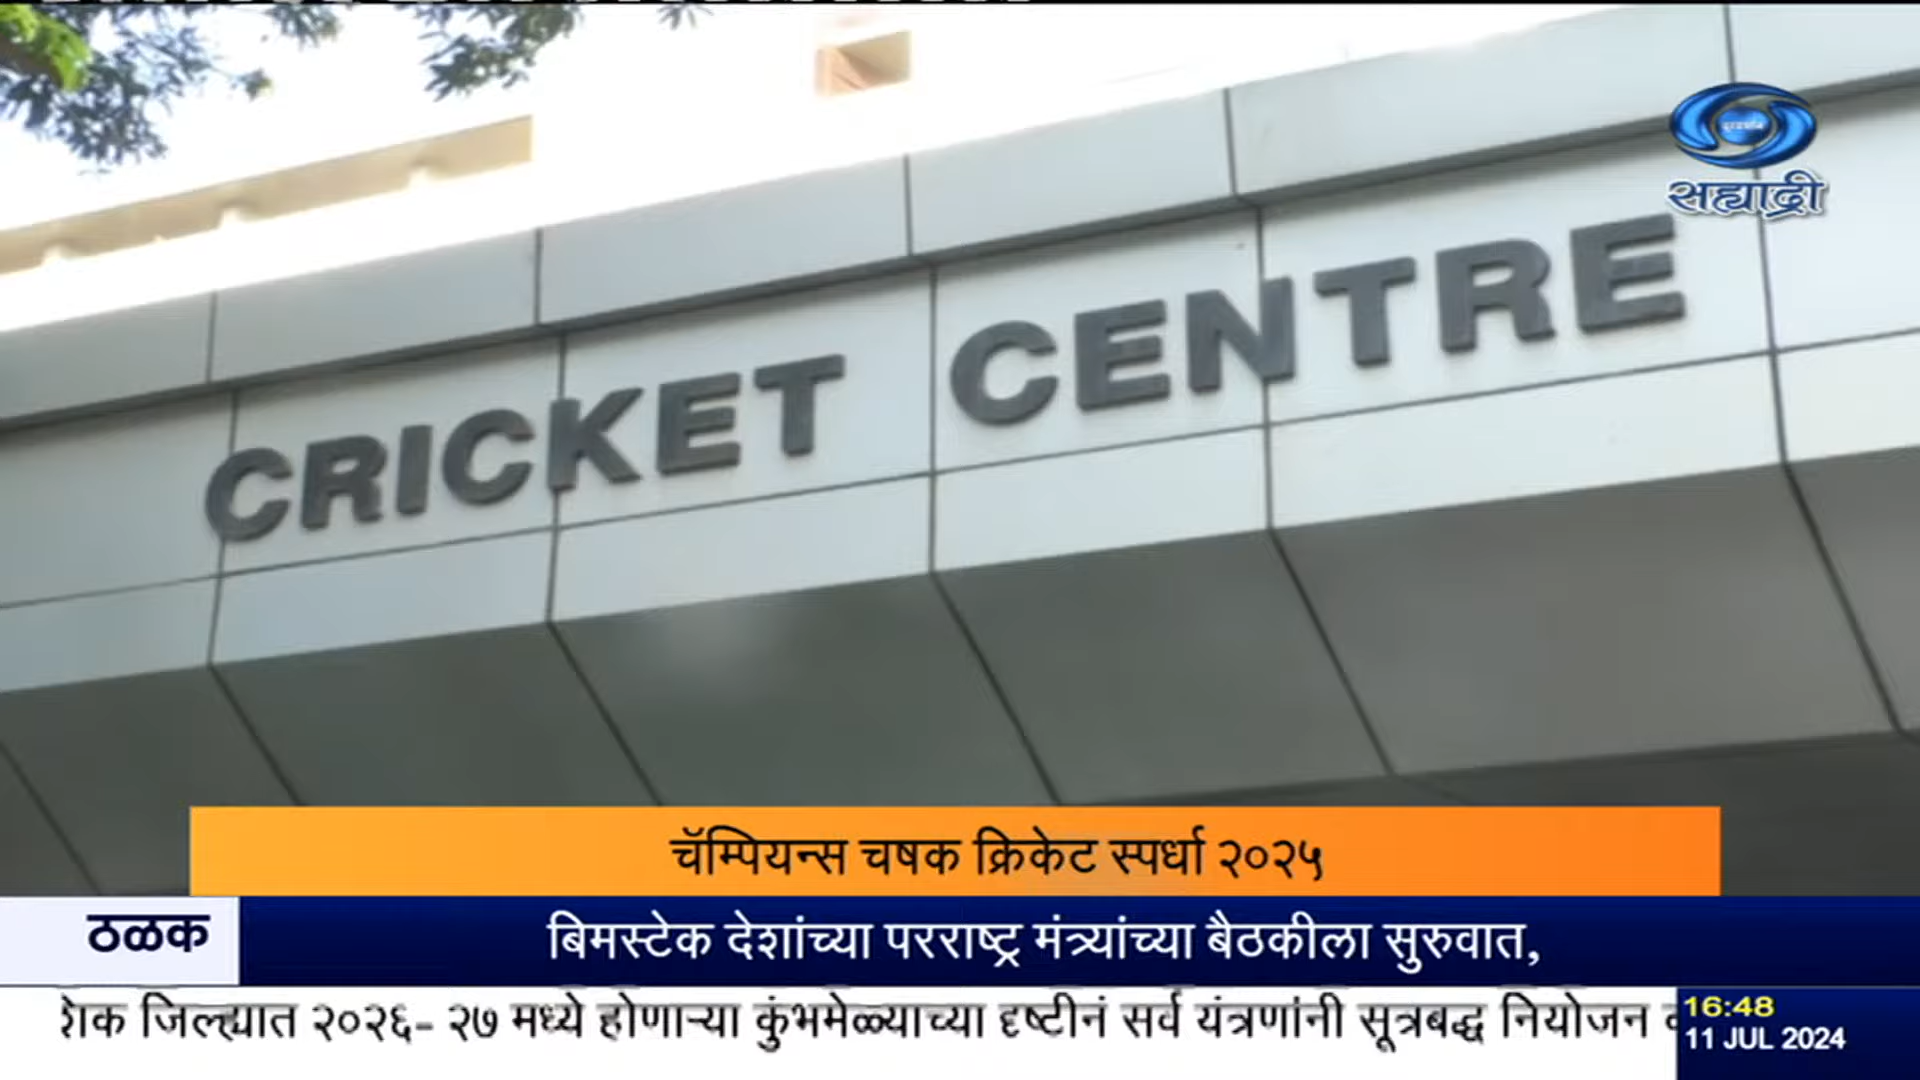 सह्याद्री
CRICKET CENTRE
चॅम्पियन्स चषक क्रिकेट स्पर्धा २०२५
ठळक
बिमस्टेक देशांच्या परराष्ट्र मंत्र्यांच्या बैठकीला सुरुवात,
जिल्ह्यात २०२६- २७ मध्ये होणाऱ्या कुंभमेळ्याच्या दृष्टीनं सर्व यंत्रणांनी सूत्रबद्ध नियोजन
16:48
11 JUL 2024